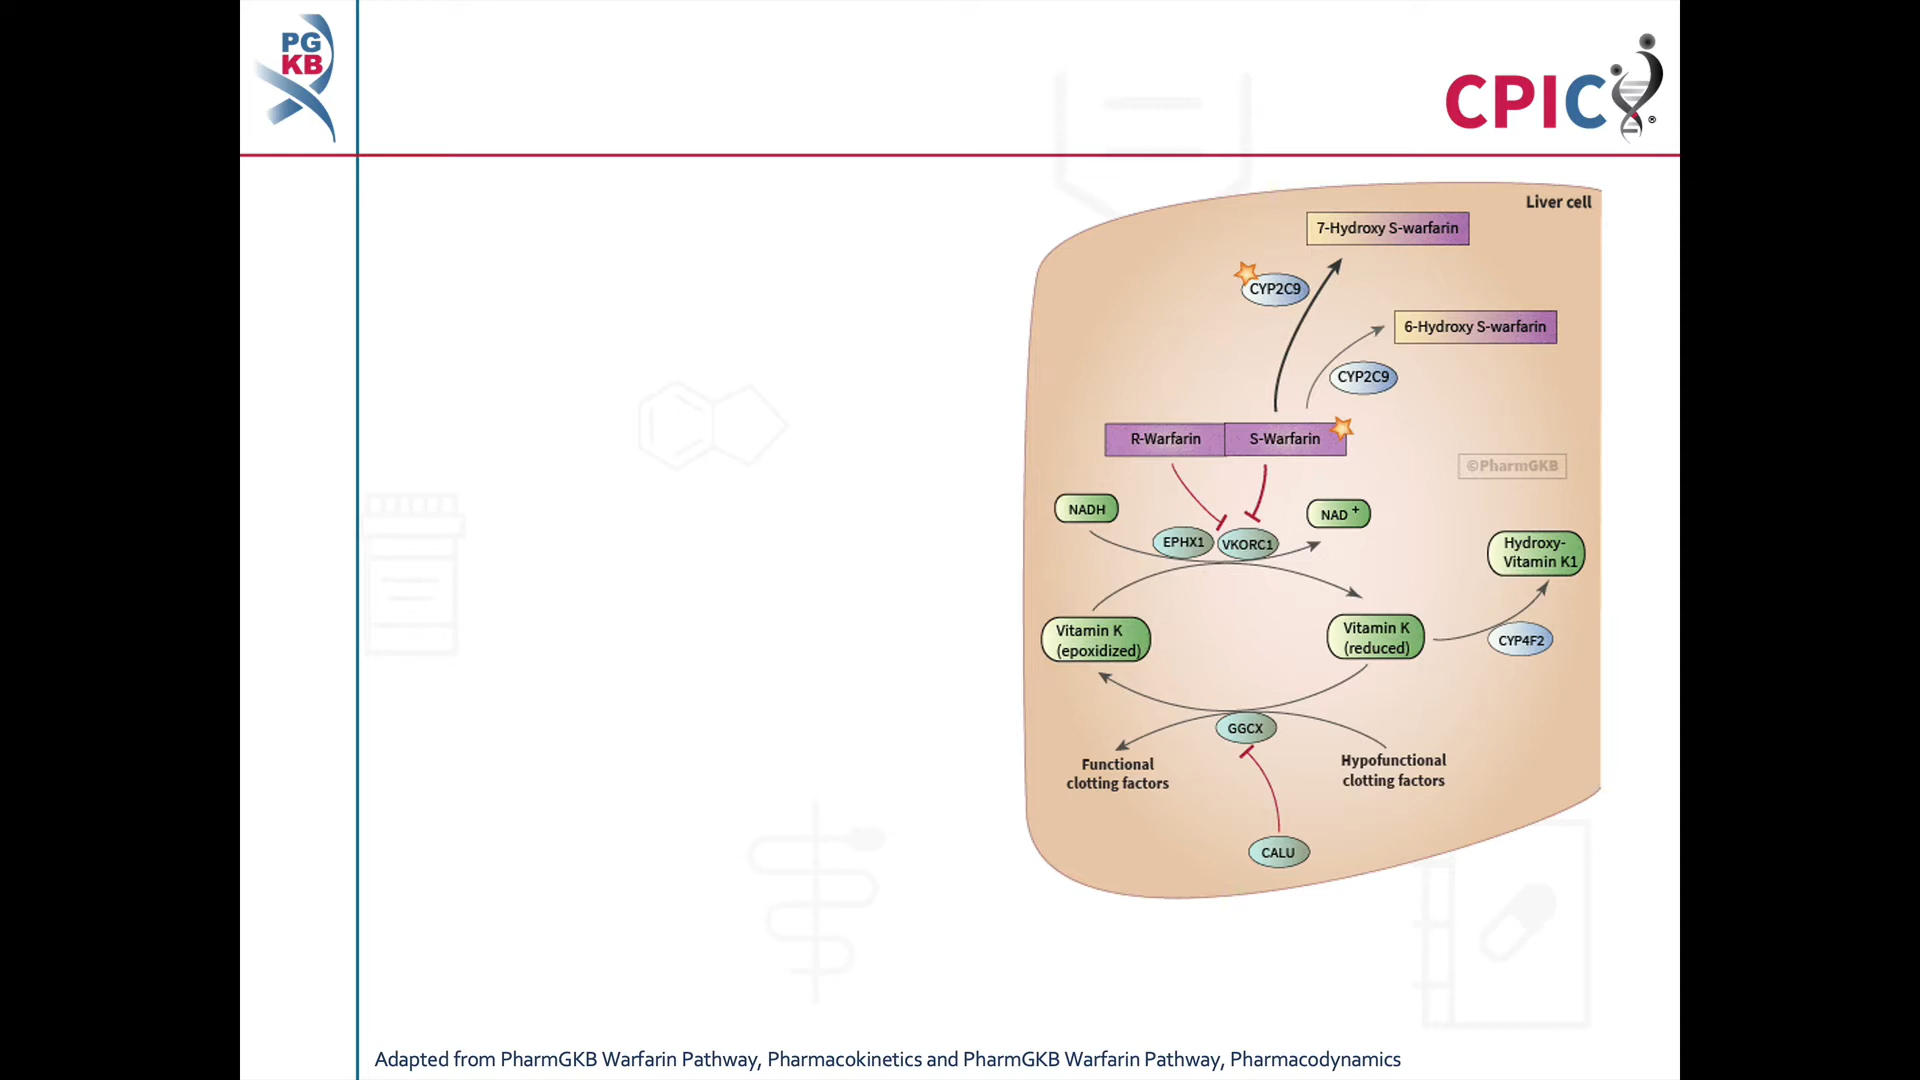 PG
KB
CPIC®
Liver cell
7-Hydroxy S-warfarin
CYP2C9
6-Hydroxy S-warfarin
CYP2C9
R-Warfarin
S-Warfarin
©PharmGKB
NADH
NAD +
EPHX1
VKORC1
Hydroxy-
Vitamin K1
Vitamin K
(epoxidized)
Vitamin K
(reduced)
CYP4F2
GGCX
Functional
clotting factors
Hypofunctional
clotting factors
CALU
Adapted from PharmGKB Warfarin Pathway, Pharmacokinetics and PharmGKB Warfarin Pathway, Pharmacodynamics